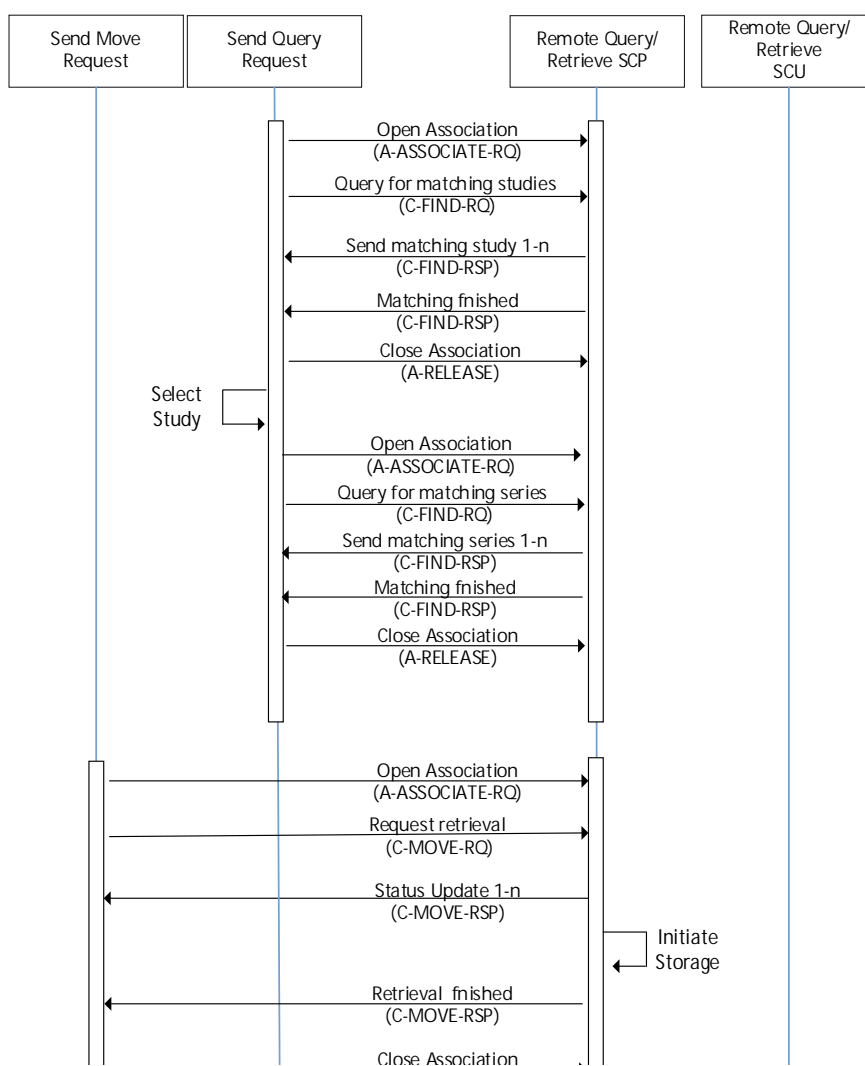 Send Move
Request
Send Query
Request
Remote Query/
Retrieve SCP
Remote Query/
Retrieve
SCU
Open Association
(A-ASSOCIATE-RQ)
Query for matching studies
(C-FIND-RQ)
Send matching study 1-n
(C-FIND-RSP)
Matching fnished
(C-FIND-RSP)
Close Association
(A-RELEASE)
Select
Study
Open Association
(A-ASSOCIATE-RQ)
Query for matching series
(C-FIND-RQ)
Send matching series 1-n
(C-FIND-RSP)
Matching fnished
(C-FIND-RSP)
Close Association
(A-RELEASE)
Open Association
(A-ASSOCIATE-RQ)
Request retrieval
(C-MOVE-RQ)
Status Update 1-n
(C-MOVE-RSP)
Initiate
Storage
Retrieval fnished
(C-MOVE-RSP)
Close Association